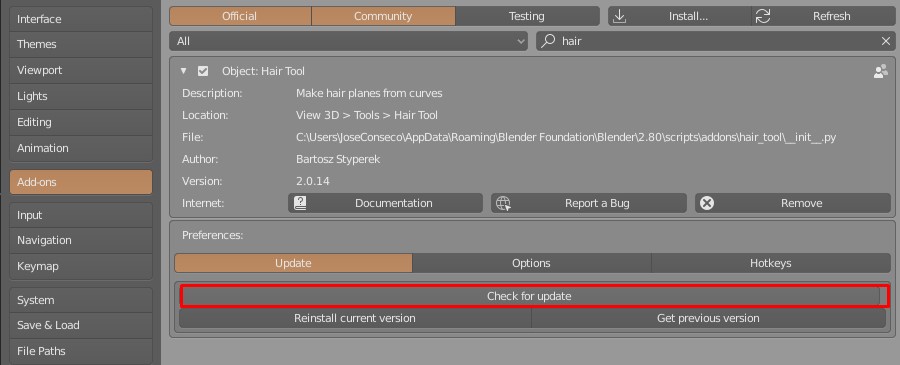 Interface
Themes
Viewport
Lights
Editing
Animation
Add-ons
Input
Navigation
Keymap
System
Save & Load
File Paths
Official Community Testing Install... Refresh
All hair
Object: Hair Tool
Description: Make hair planes from curves
Location: View 3D > Tools > Hair Tool
File: C:\Users\JoseConseco\AppData\Roaming\Blender Foundation\Blender\2.80\scripts\addons\hair_tool\__init__.py
Author: Bartosz Styperek
Version: 2.0.14
Internet: Documentation Report a Bug Remove
Preferences:
Update Options Hotkeys
Check for update
Reinstall current version Get previous version